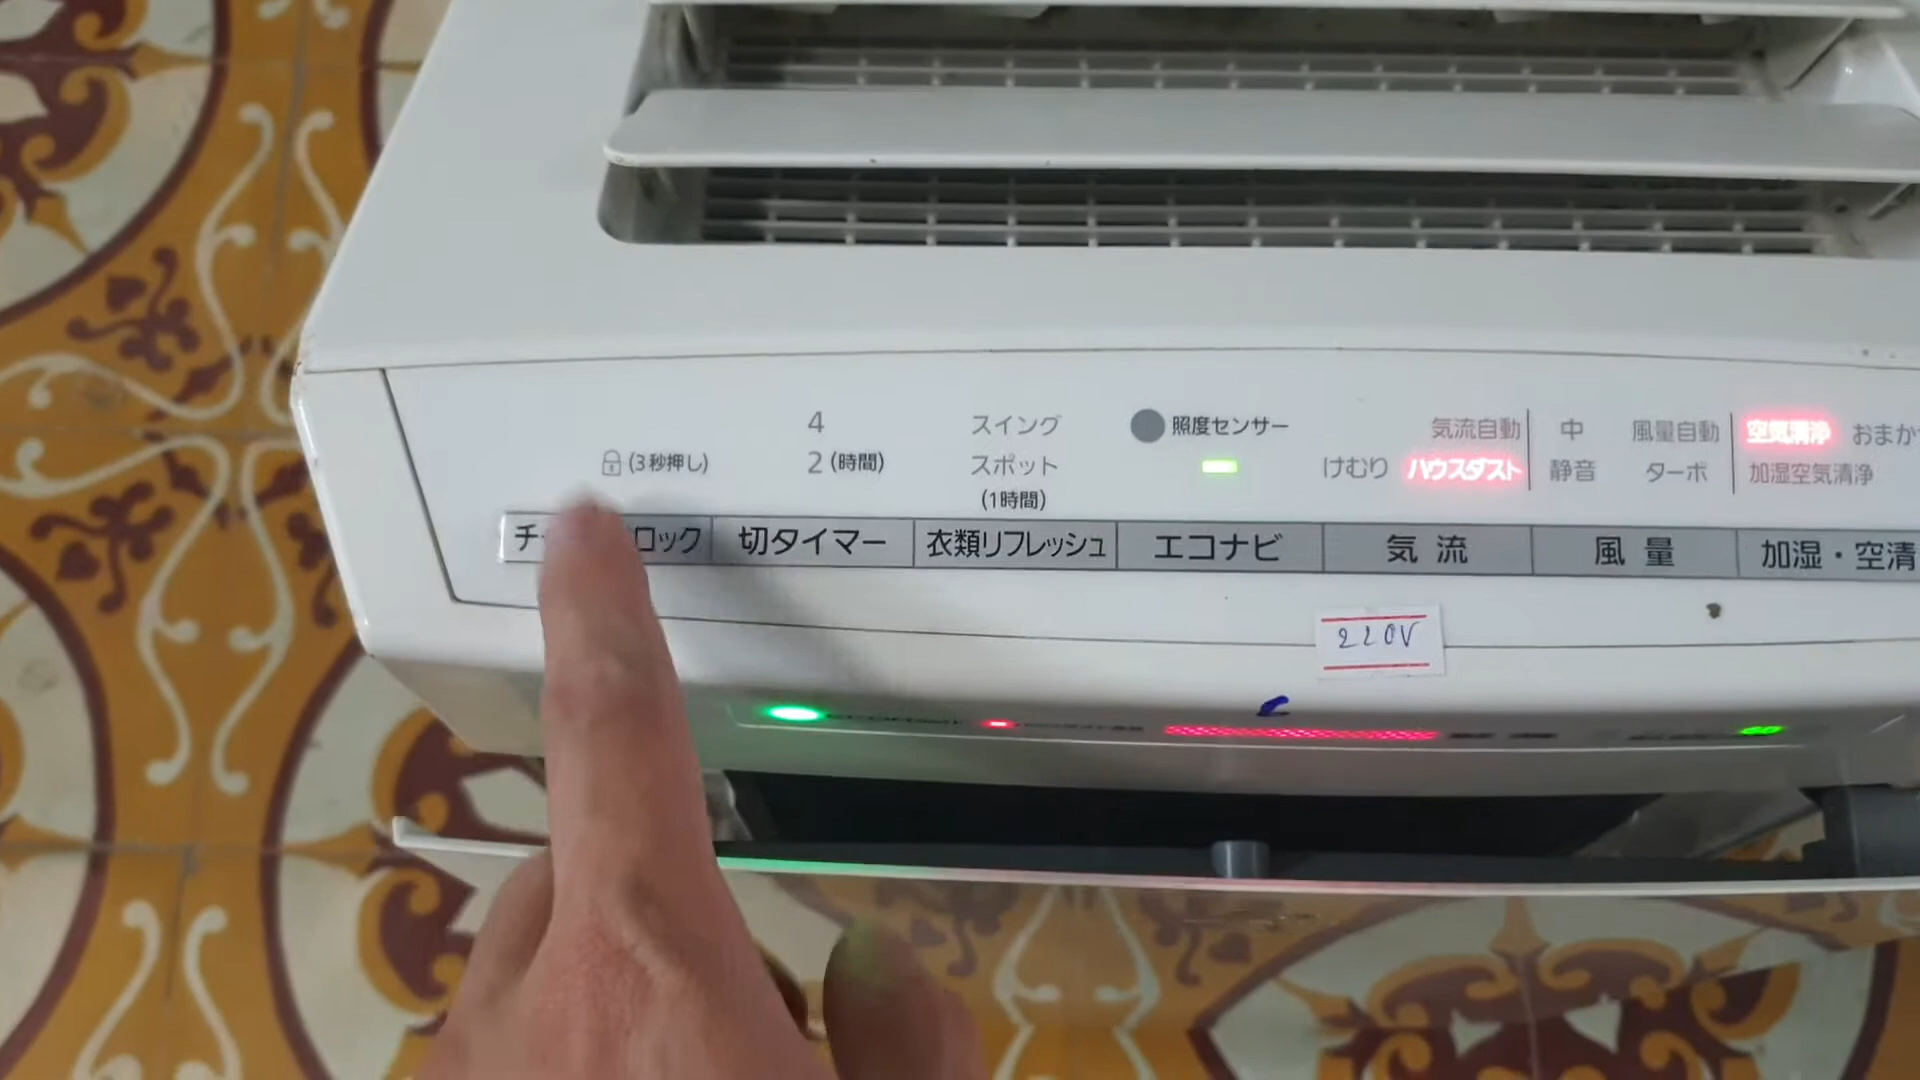 4 スイング 照度センサー 気流自動 中 風量自動 空気清浄 おまか
(3秒押し) 2 (時間) スポット けむり ハウスダスト 静音 ターボ 加湿空気清浄
(1時間)
チ ロック 切タイマー 衣類リフレッシュ エコナビ 気流 風量 加湿・空清
220V